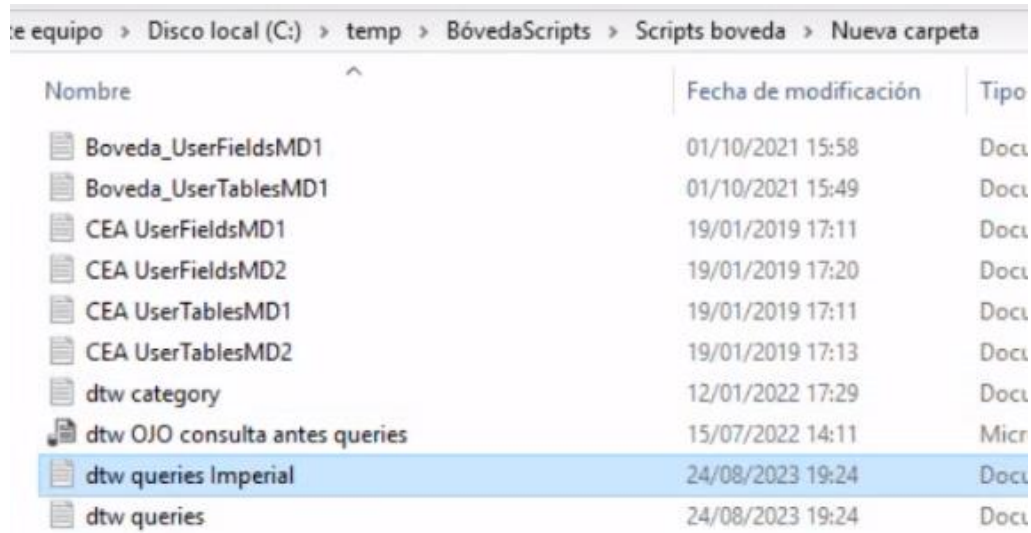 e equipo > Disco local (C:) > temp > BóvedaScripts > Scripts boveda > Nueva carpeta
Nombre Fecha de modificación Tipo
Boveda_UserFieldsMD1 01/10/2021 15:58 Docu
Boveda_UserTablesMD1 01/10/2021 15:49 Docu
CEA UserFieldsMD1 19/01/2019 17:11 Docu
CEA UserFieldsMD2 19/01/2019 17:20 Docu
CEA UserTablesMD1 19/01/2019 17:11 Docu
CEA UserTablesMD2 19/01/2019 17:13 Docu
dtw category 12/01/2022 17:29 Docu
dtw OJO consulta antes queries 15/07/2022 14:11 Micr
dtw queries Imperial 24/08/2023 19:24 Docu
dtw queries 24/08/2023 19:24 Docu